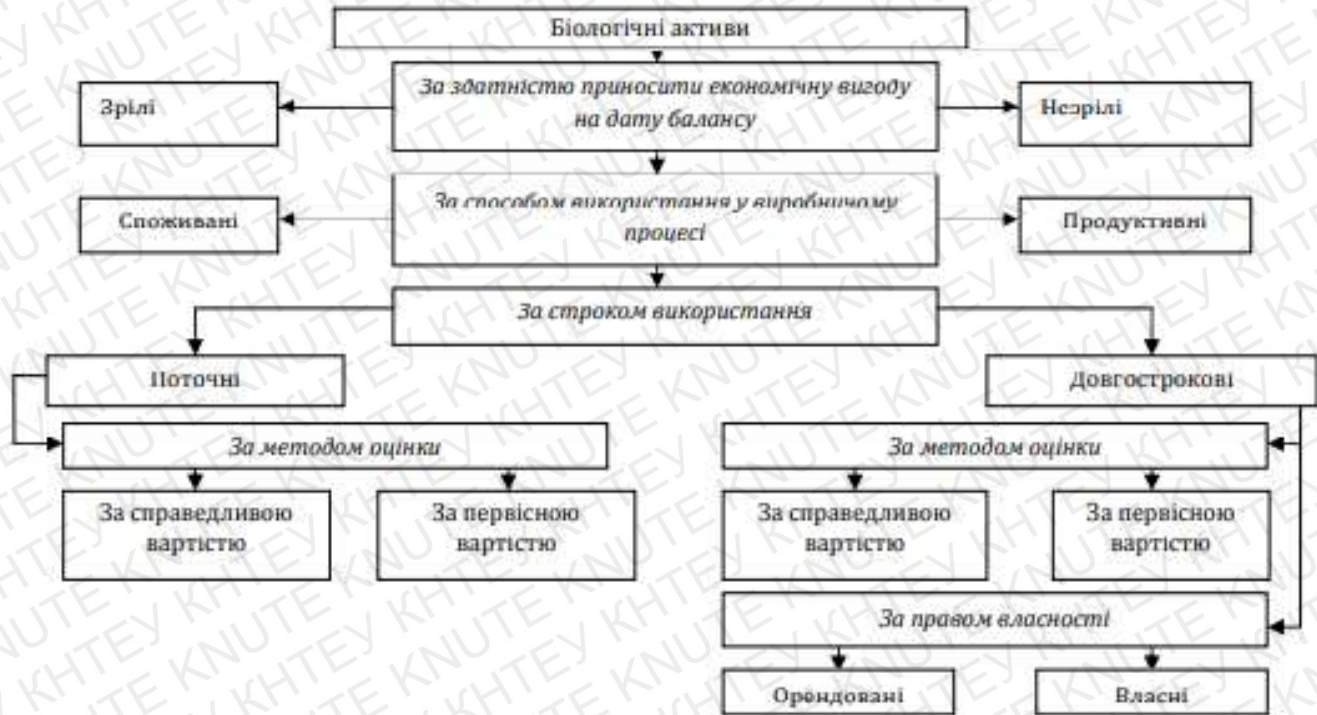 Біологічні активи
За здатністю приносити економічну вигоду
на дату балансу
Зрілі
Незрілі
За способом використання у виробничому
процесі
Споживані
Продуктивні
За строком використання
Поточні
Довгострокові
За методом оцінки
За методом оцінки
За справедливою
вартістю
За первісною
вартістю
За справедливою
вартістю
За первісною
вартістю
За правом власності
Орендовані
Власні